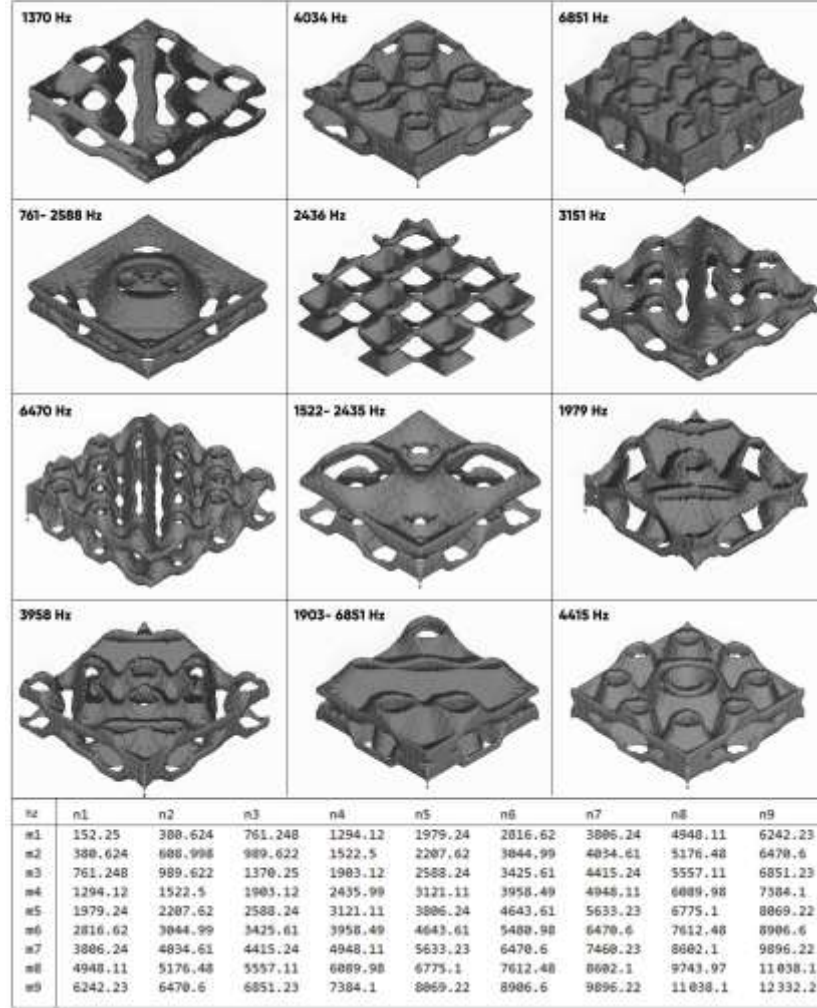 1370 Hz 4034 Hz 6851 Hz
761- 2588 Hz 2436 Hz 3151 Hz
6470 Hz 1522- 2435 Hz 1979 Hz
3958 Hz 1903- 6851 Hz 4415 Hz
hz n1 n2 n3 n4 n5 n6 n7 n8 n9
m1 152.25 380.624 761.248 1294.12 1979.24 2816.62 3806.24 4948.11 6242.23
m2 380.624 608.998 989.622 1522.5 2207.62 3044.99 4034.61 5176.48 6470.6
m3 761.248 989.622 1370.25 1903.12 2588.24 3425.61 4415.24 5557.11 6851.23
m4 1294.12 1522.5 1903.12 2435.99 3121.11 3958.49 4948.11 6089.98 7384.1
m5 1979.24 2207.62 2588.24 3121.11 3806.24 4643.61 5633.23 6775.1 8069.22
m6 2816.62 3044.99 3425.61 3958.49 4643.61 5480.98 6470.6 7612.48 8906.6
m7 3806.24 4034.61 4415.24 4948.11 5633.23 6470.6 7460.23 8602.1 9896.22
m8 4948.11 5176.48 5557.11 6089.98 6775.1 7612.48 8602.1 9743.97 11038.1
m9 6242.23 6470.6 6851.23 7384.1 8069.22 8906.6 9896.22 11038.1 12332.2